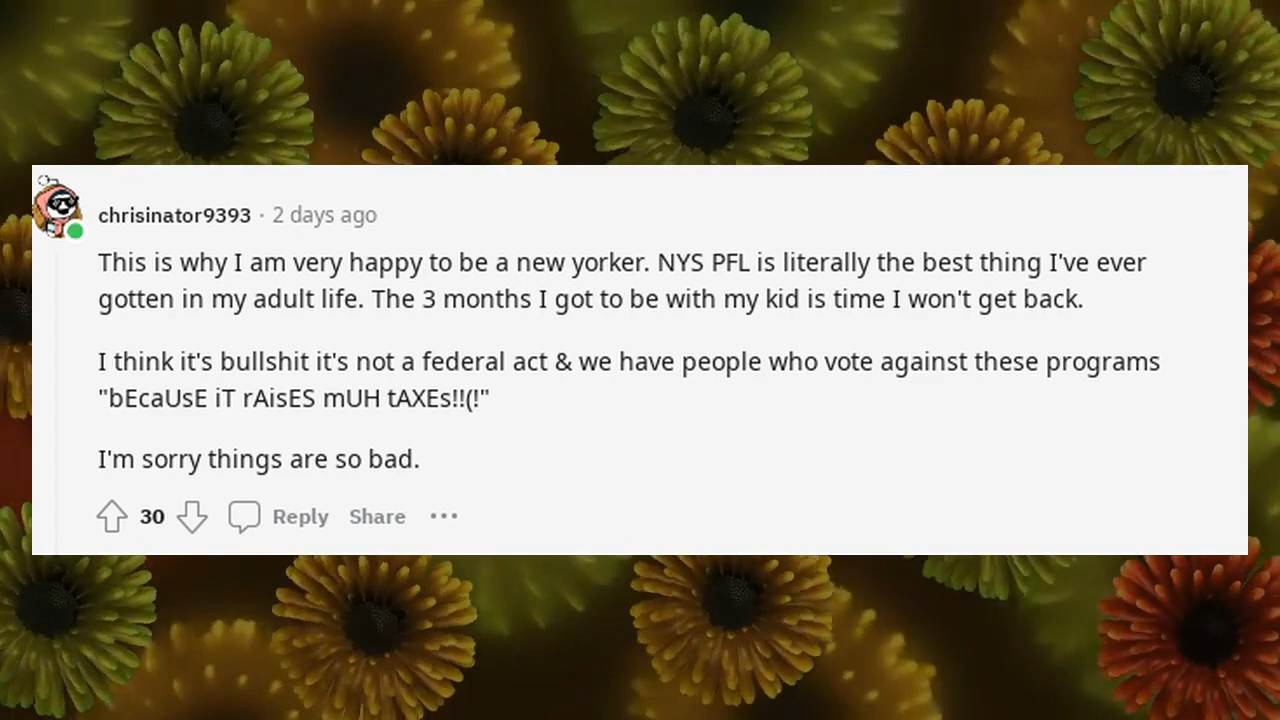 chrisinator9393 · 2 days ago
This is why I am very happy to be a new yorker. NYS PFL is literally the best thing I've ever
gotten in my adult life. The 3 months I got to be with my kid is time I won't get back.
I think it's bullshit it's not a federal act & we have people who vote against these programs
"bEcaUsE iT rAisES mUH tAXEs!!(!"
I'm sorry things are so bad.
30 Reply Share •••